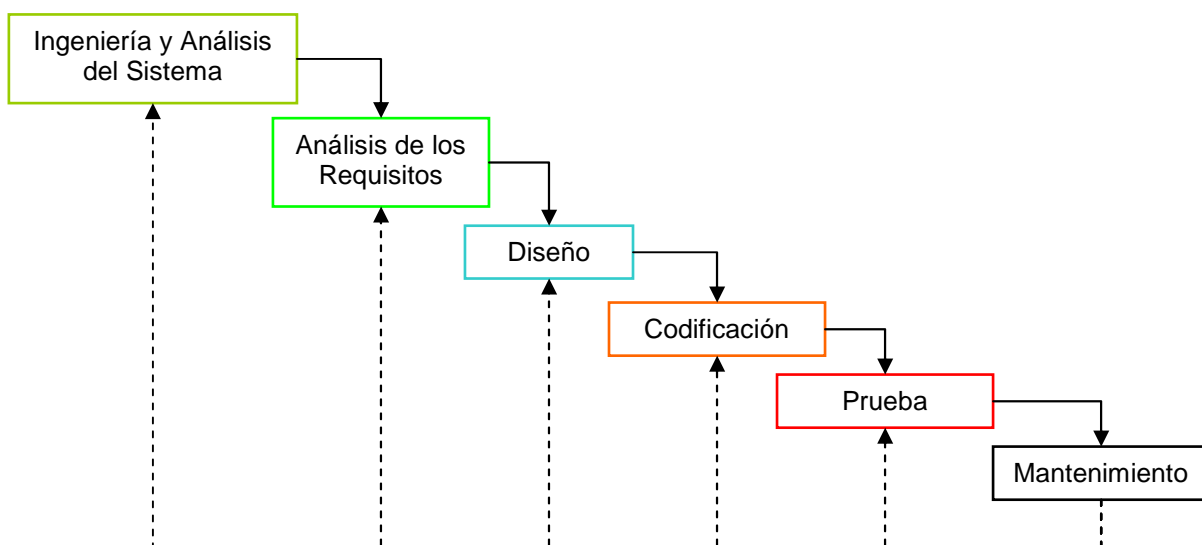 Ingeniería y Análisis
del Sistema
Análisis de los
Requisitos
Diseño
Codificación
Prueba
Mantenimiento